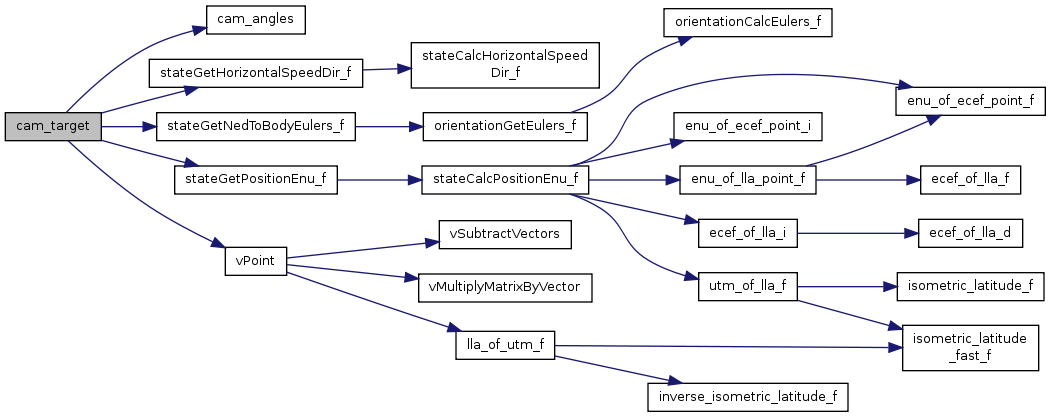 cam_target
cam_angles
stateGetHorizontalSpeedDir_f
stateCalcHorizontalSpeed
Dir_f
stateGetNedToBodyEulers_f
orientationGetEulers_f
orientationCalcEulers_f
stateGetPositionEnu_f
stateCalcPositionEnu_f
enu_of_ecef_point_f
enu_of_ecef_point_i
enu_of_lla_point_f
ecef_of_lla_f
ecef_of_lla_i
ecef_of_lla_d
utm_of_lla_f
isometric_latitude_f
isometric_latitude
_fast_f
vPoint
vSubtractVectors
vMultiplyMatrixByVector
lla_of_utm_f
inverse_isometric_latitude_f